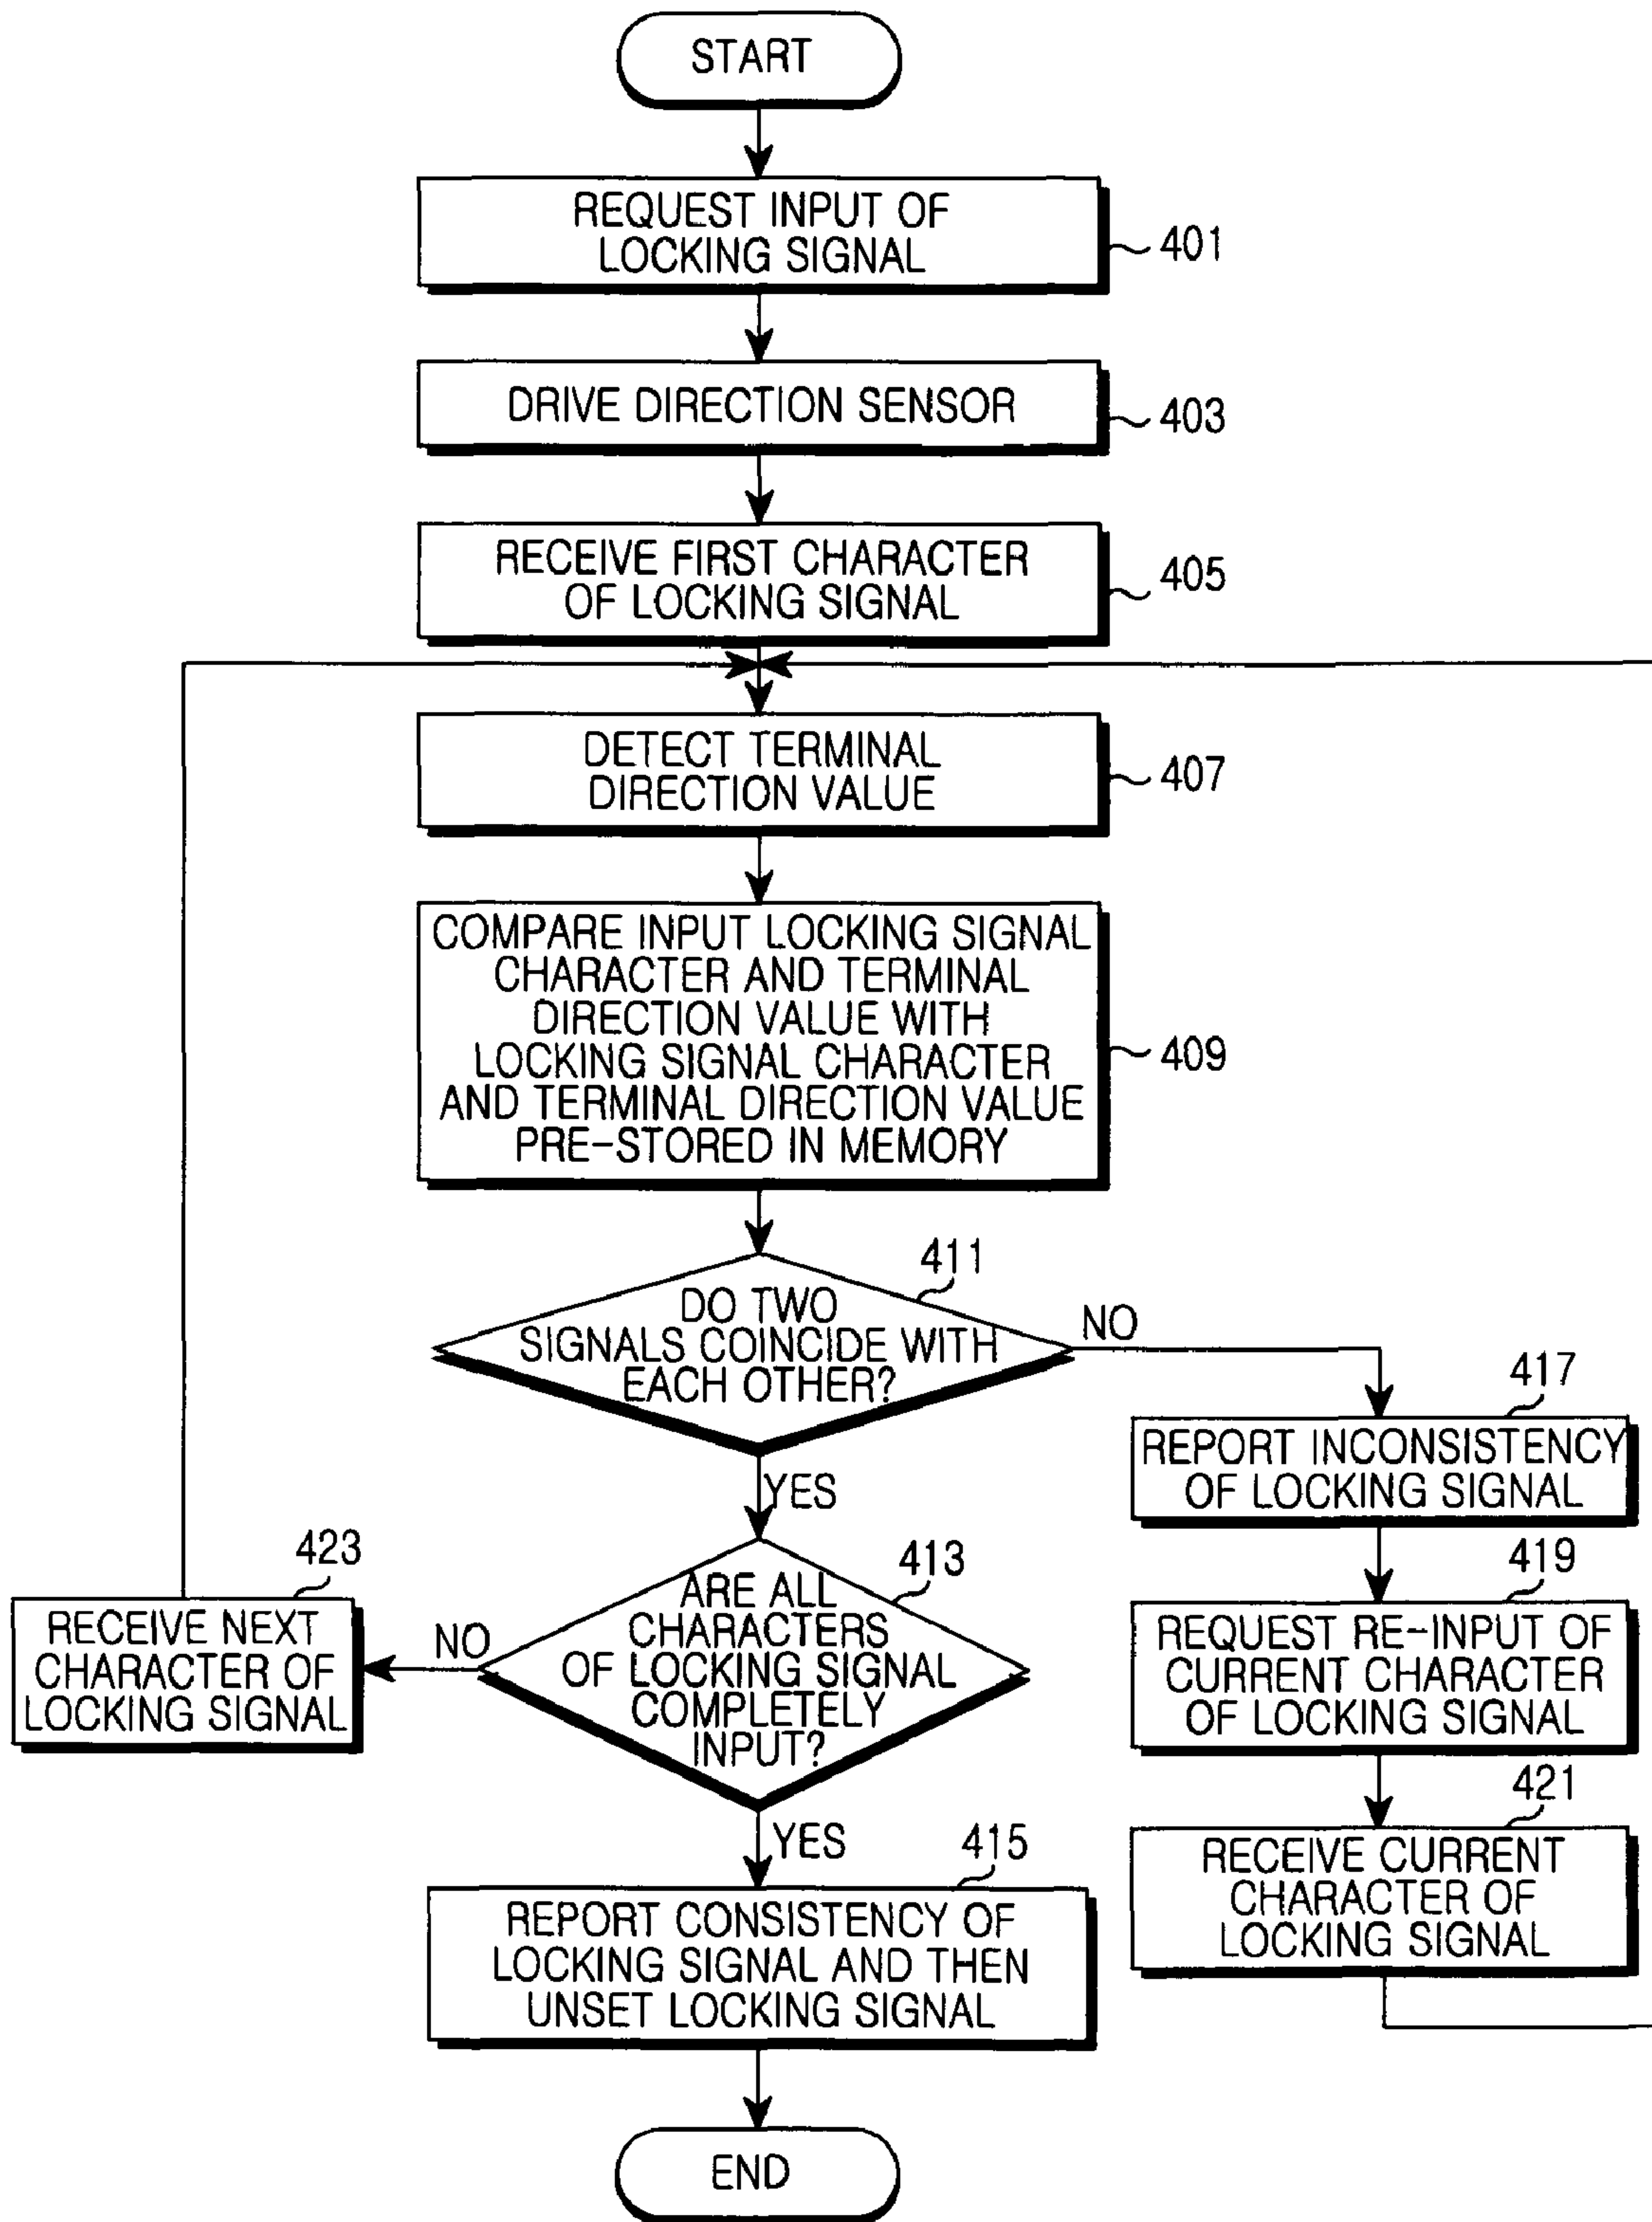 START
REQUEST INPUT OF
LOCKING SIGNAL
401
DRIVE DIRECTION SENSOR
403
RECEIVE FIRST CHARACTER
OF LOCKING SIGNAL
405
DETECT TERMINAL
DIRECTION VALUE
407
COMPARE INPUT LOCKING SIGNAL
CHARACTER AND TERMINAL
DIRECTION VALUE WITH
LOCKING SIGNAL CHARACTER
AND TERMINAL DIRECTION VALUE
PRE-STORED IN MEMORY
409
411
DO TWO
SIGNALS COINCIDE WITH
EACH OTHER?
NO
YES
417
REPORT INCONSISTENCY
OF LOCKING SIGNAL
419
REQUEST RE-INPUT OF
CURRENT CHARACTER
OF LOCKING SIGNAL
421
RECEIVE CURRENT
CHARACTER OF
LOCKING SIGNAL
413
ARE ALL
CHARACTERS
OF LOCKING SIGNAL
COMPLETELY
INPUT?
NO
423
RECEIVE NEXT
CHARACTER OF
LOCKING SIGNAL
YES
415
REPORT CONSISTENCY OF
LOCKING SIGNAL AND THEN
UNSET LOCKING SIGNAL
END